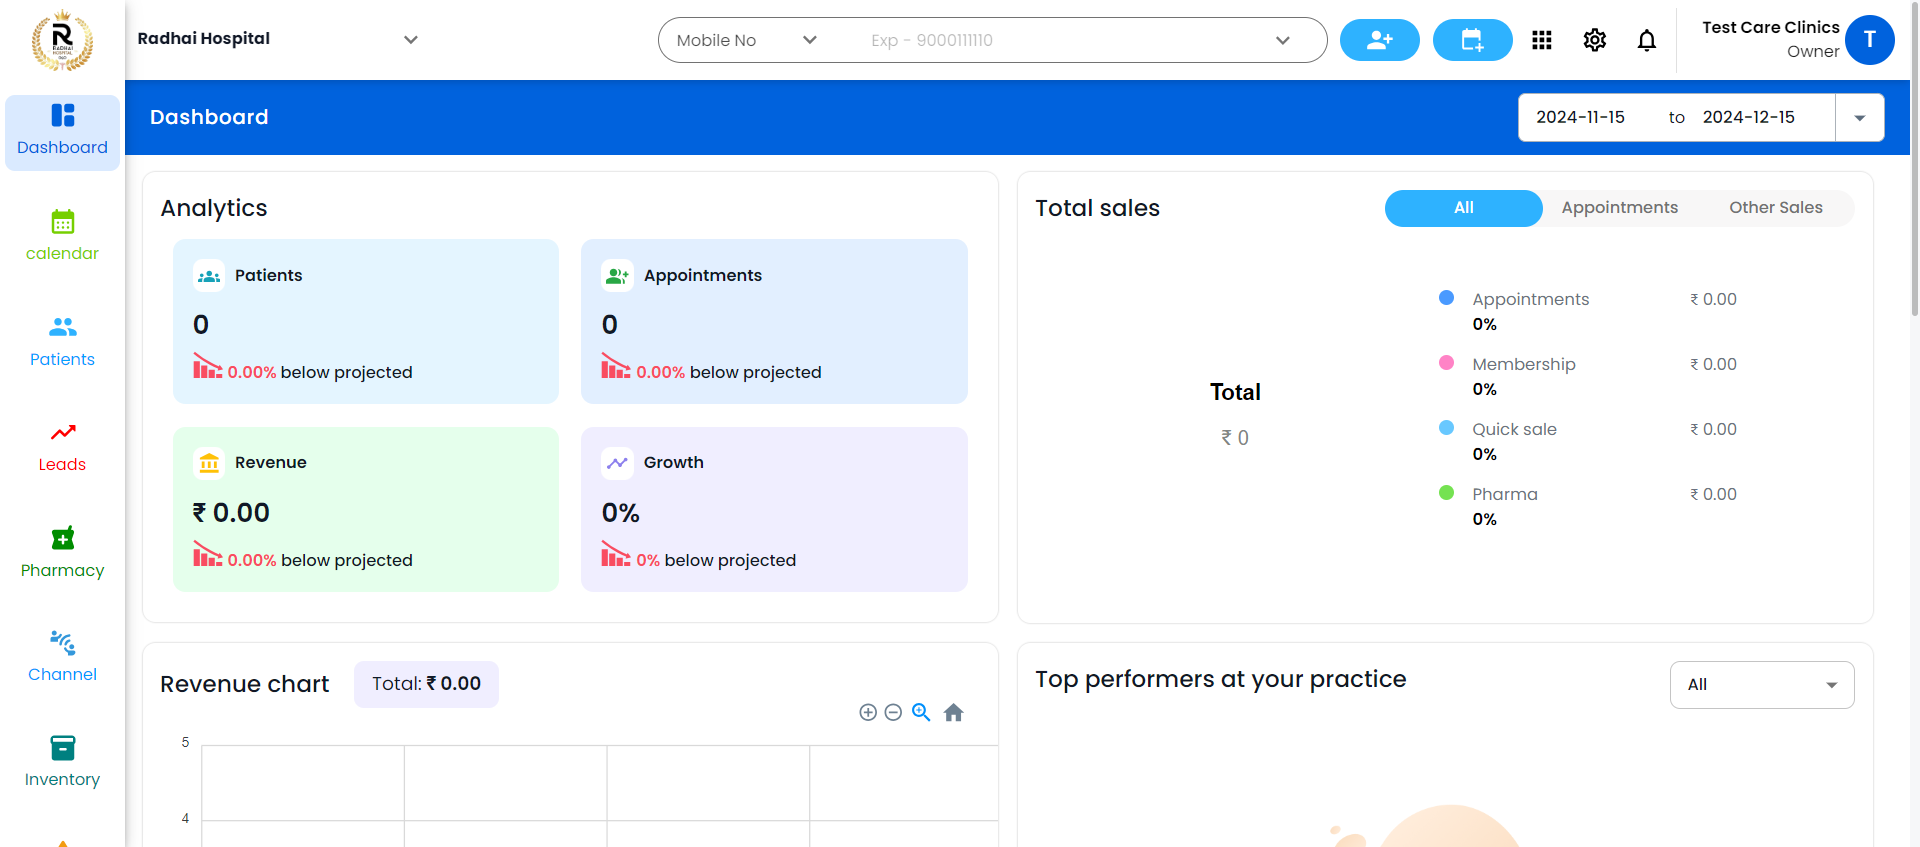 R
RADHAI
HOSPITAL
Radhai Hospital
Mobile No
Exp - 9000111110
Test Care Clinics
Owner
T
Dashboard
calendar
Patients
Leads
Pharmacy
Channel
Inventory
Dashboard
2024-11-15 to 2024-12-15
Analytics
Patients
0
0.00% below projected
Appointments
0
0.00% below projected
Revenue
₹ 0.00
0.00% below projected
Growth
0%
0% below projected
Total sales
All Appointments Other Sales
Total
₹ 0
Appointments ₹ 0.00
0%
Membership ₹ 0.00
0%
Quick sale ₹ 0.00
0%
Pharma ₹ 0.00
0%
Revenue chart
Total: ₹ 0.00
5
4
Top performers at your practice
All